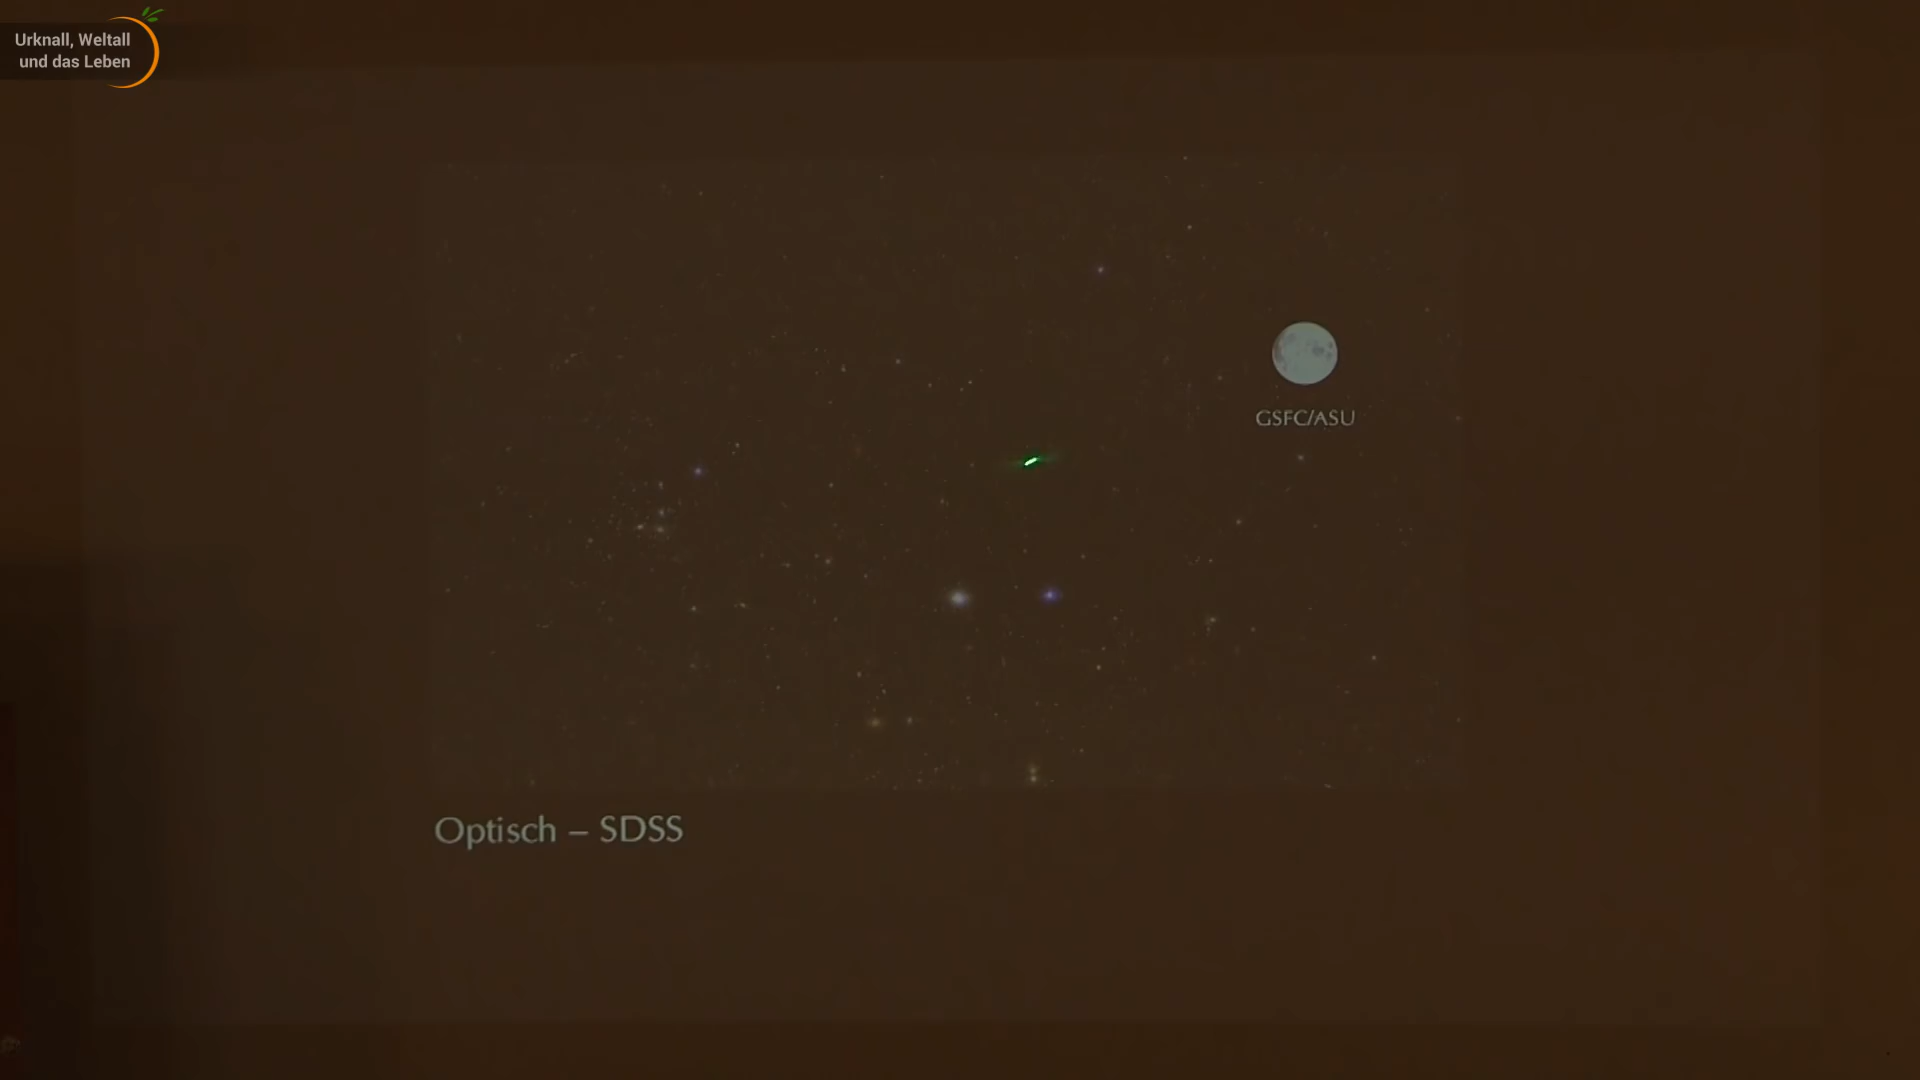 Urknall, Weltall
und das Leben
GSFC/ASU
Optisch – SDSS